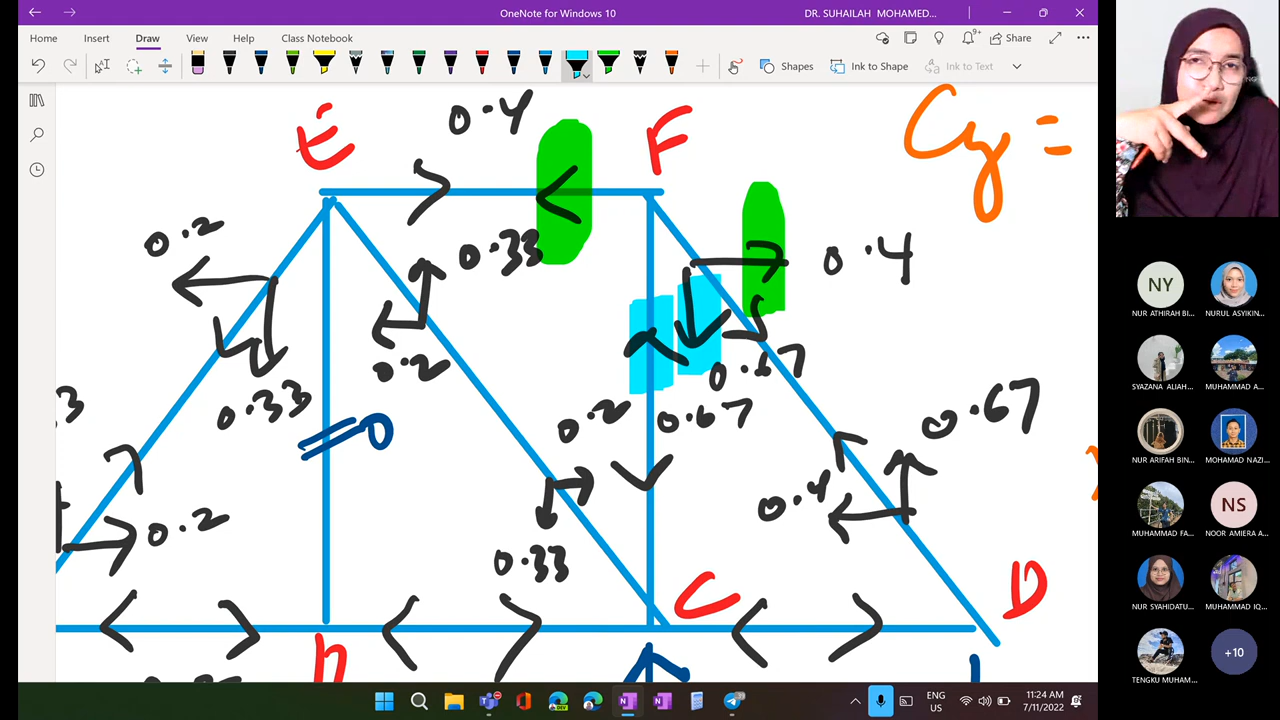 OneNote for Windows 10
DR. SUHAILAH MOHAMED...
Home
Insert
Draw
View
Help
Class Notebook
9+
Share
Shapes
Ink to Shape
Ink to Text
E
0.4
F
Cy =
0.2
0.33
0.4
0.2
0.67
0.33
0.2
0.67
0.67
0
0.4
0.2
0.33
C
D
NY
NUR ATHIRAH BI...
NURUL ASYIKIN...
SYAZANA ALIAH...
MUHAMMAD A...
NUR ARIFAH BIN...
MOHAMAD NAZI...
NS
MUHAMMAD FA...
NOOR AMIERA A...
NUR SYAHIDATU...
MUHAMMAD IQ...
TENGKU MUHAM...
+10
ENG
US
11:24 AM
7/11/2022